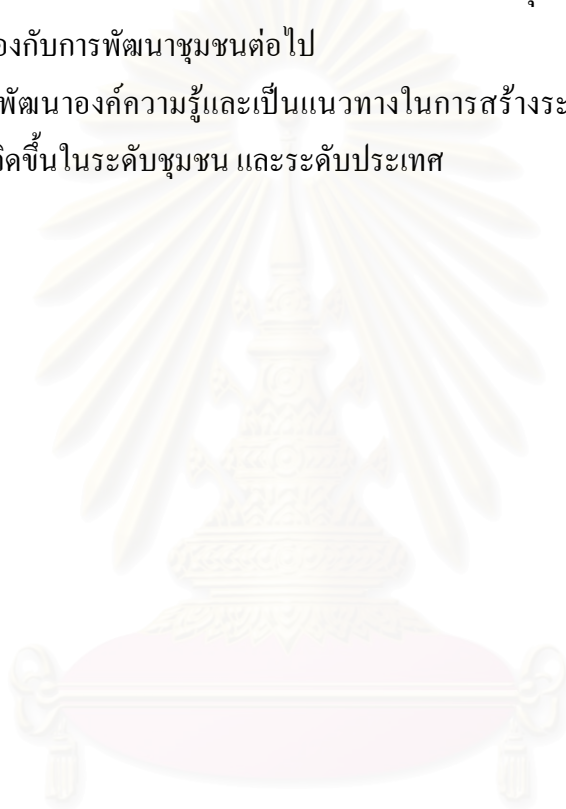 องกับการพัฒนาชุมชนต่อไป
พัฒนาองค์ความรู้และเป็นแนวทางในการสร้างระ
กิดขึ้นในระดับชุมชน และระดับประเทศ